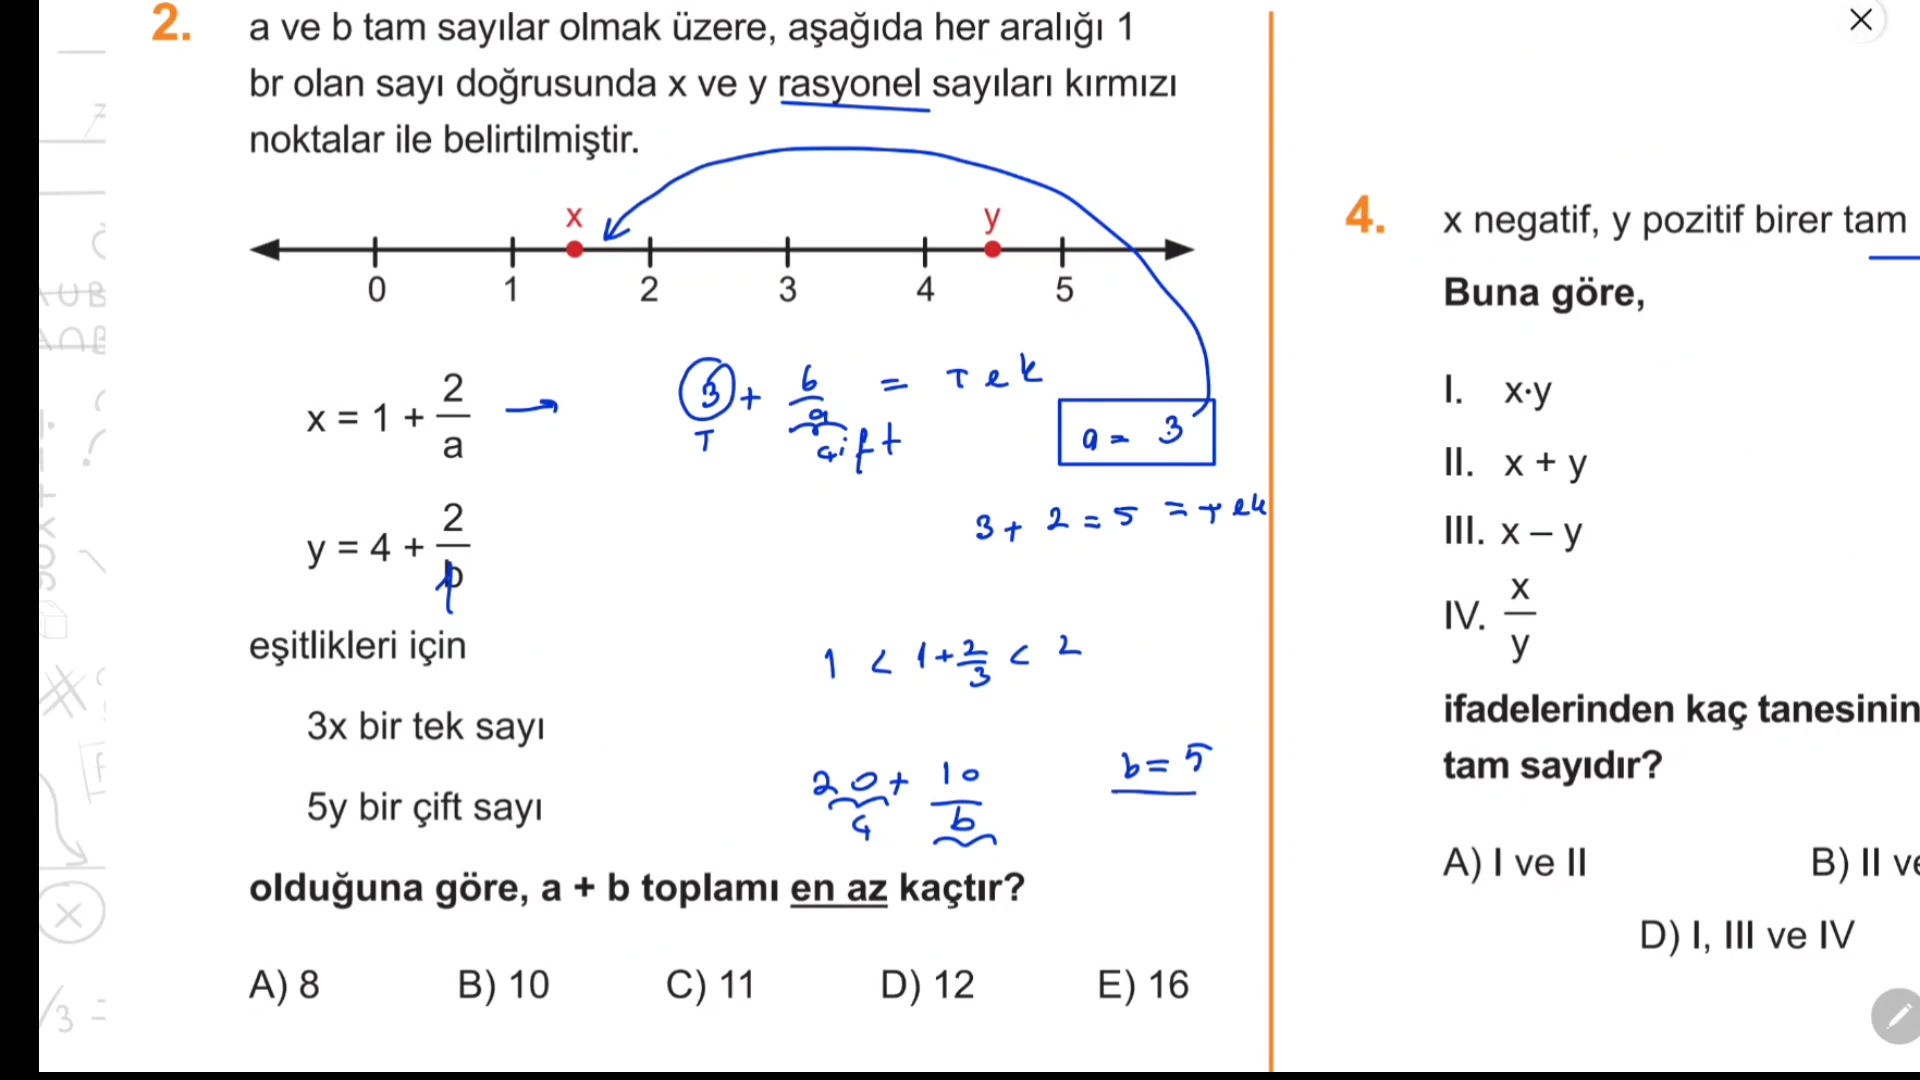 2. a ve b tam sayılar olmak üzere, aşağıda her aralığı 1
br olan sayı doğrusunda x ve y rasyonel sayıları kırmızı
noktalar ile belirtilmiştir.
x y
0 1 2 3 4 5
x = 1 + 2/a
3 + 6/a = Tek
T çift
a = 3
3 + 2 = 5 = Tek
y = 4 + 2/b
eşitlikleri için
1 < 1 + 2/3 < 2
3x bir tek sayı
5y bir çift sayı
20 + 10/b
ç
b = 5
olduğuna göre, a + b toplamı en az kaçtır?
A) 8 B) 10 C) 11 D) 12 E) 16
4. x negatif, y pozitif birer tam
Buna göre,
I. x·y
II. x + y
III. x – y
IV. x/y
ifadelerinden kaç tanesinin
tam sayıdır?
A) I ve II B) II ve
D) I, III ve IV